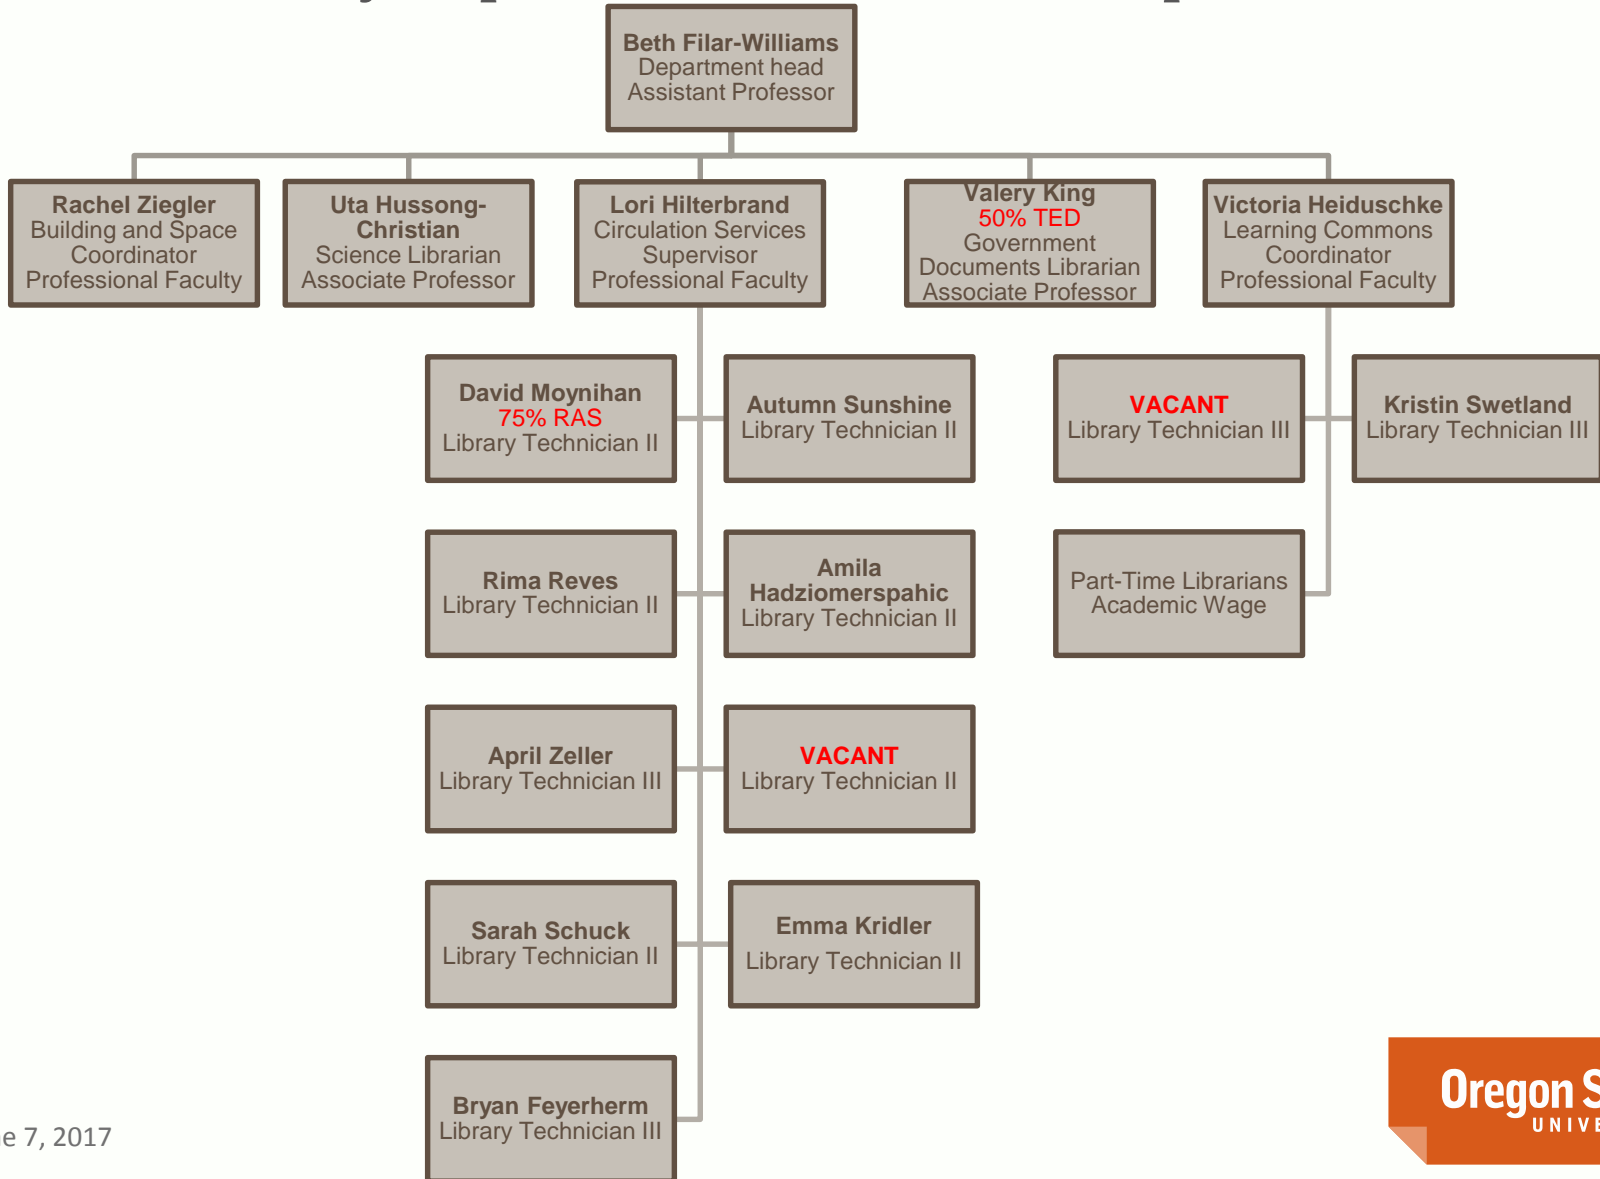 Beth Filar-Williams
Department head
Assistant Professor
Rachel Ziegler
Building and Space
Coordinator
Professional Faculty
Uta Hussong-
Christian
Science Librarian
Associate Professor
Lori Hilterbrand
Circulation Services
Supervisor
Professional Faculty
Valery King
50% TED
Government
Documents Librarian
Associate Professor
Victoria Heiduschke
Learning Commons
Coordinator
Professional Faculty
David Moynihan
75% RAS
Library Technician II
Autumn Sunshine
Library Technician II
VACANT
Library Technician III
Kristin Swetland
Library Technician III
Rima Reves
Library Technician II
Amila
Hadziomerspahic
Library Technician II
Part-Time Librarians
Academic Wage
April Zeller
Library Technician III
VACANT
Library Technician II
Sarah Schuck
Library Technician II
Emma Kridler
Library Technician II
Bryan Feyerherm
Library Technician III
e 7, 2017
Oregon S
UNIVE